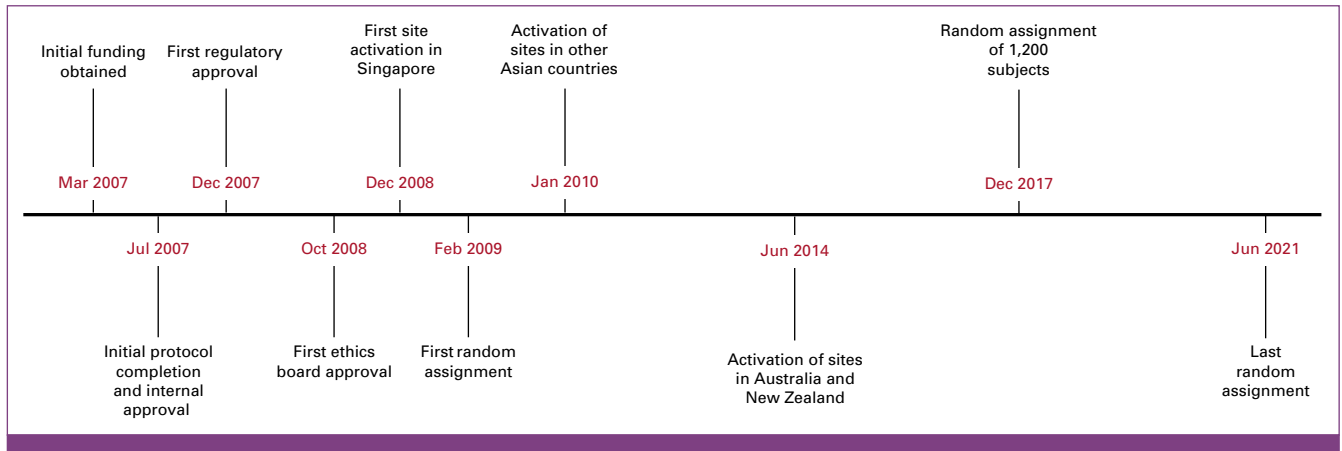 Initial funding
obtained
Mar 2007
First regulatory
approval
Dec 2007
First site
activation in
Singapore
Dec 2008
Activation of
sites in other
Asian countries
Jan 2010
Random assignment
of 1,200
subjects
Dec 2017
Jul 2007
Initial protocol
completion
and internal
approval
Oct 2008
First ethics
board approval
Feb 2009
First random
assignment
Jun 2014
Activation of sites
in Australia and
New Zealand
Jun 2021
Last
random
assignment